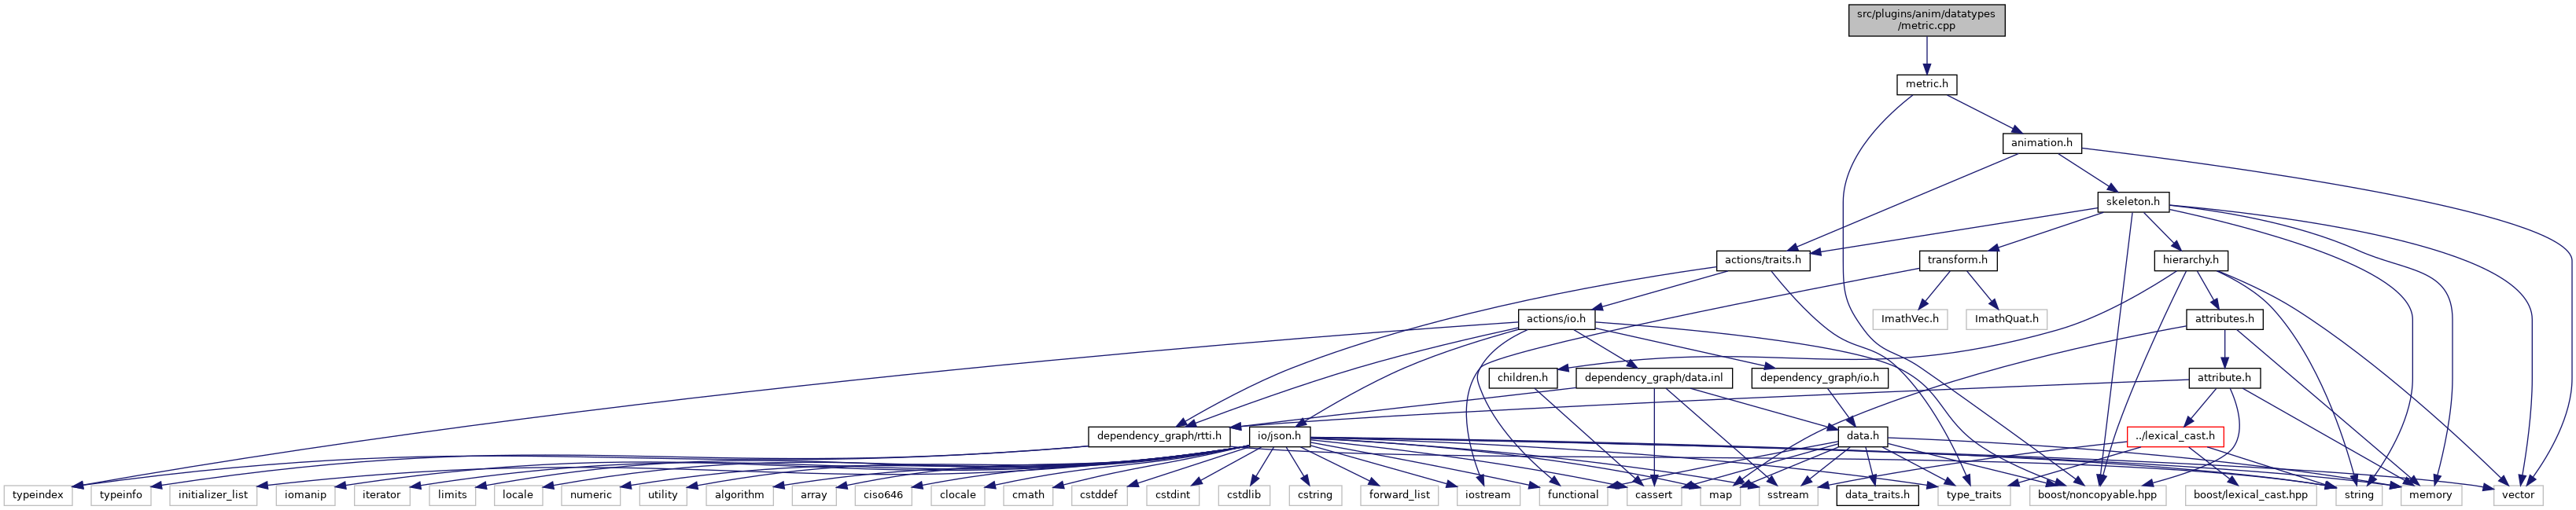 src/plugins/anim/datatypes
/metric.cpp
metric.h
animation.h
skeleton.h
actions/traits.h
transform.h
hierarchy.h
actions/io.h
ImathVec.h
ImathQuat.h
attributes.h
children.h
dependency_graph/data.inl
dependency_graph/io.h
attribute.h
dependency_graph/rtti.h
io/json.h
data.h
../lexical_cast.h
typeindex
typeinfo
initializer_list
iomanip
iterator
limits
locale
numeric
utility
algorithm
array
ciso646
clocale
cmath
cstddef
cstdint
cstdlib
cstring
forward_list
iostream
functional
cassert
map
sstream
data_traits.h
type_traits
boost/noncopyable.hpp
boost/lexical_cast.hpp
string
memory
vector